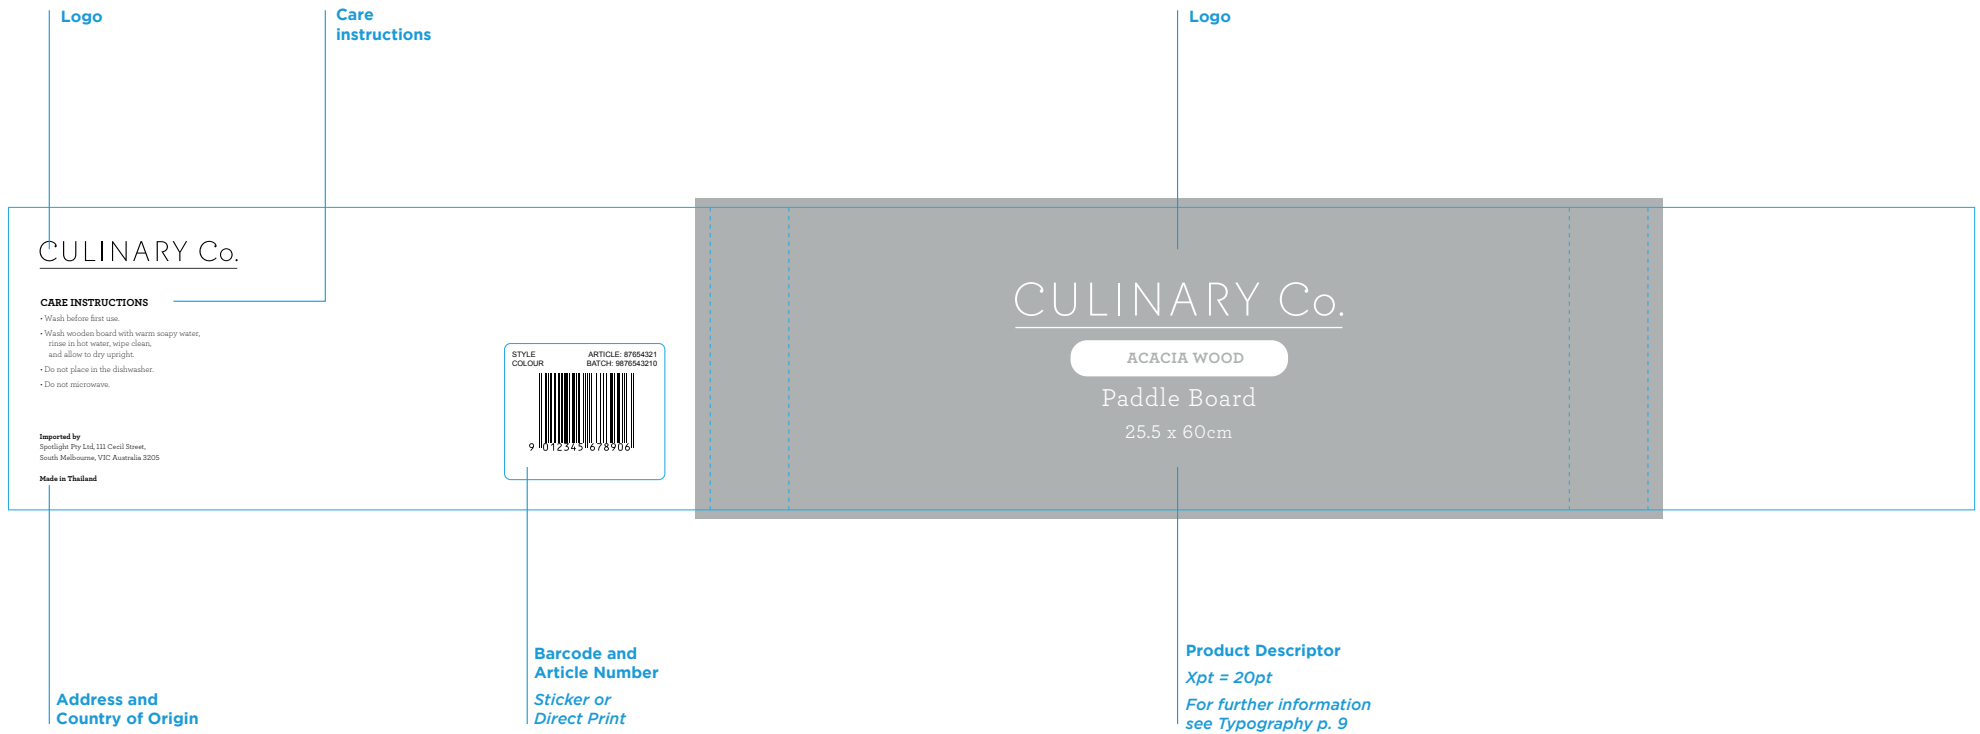 Logo
Care
instructions
Logo
CULINARY Co.
CARE INSTRUCTIONS
• Wash before first use.
• Wash wooden board with warm soapy water,
rinse in hot water, wipe clean,
and allow to dry upright.
• Do not place in the dishwasher.
• Do not microwave.
Imported by
Spotlight Pty Ltd, 111 Cecil Street,
South Melbourne, VIC Australia 3205
Made in Thailand
STYLE ARTICLE: 87654321
COLOUR BATCH: 9876543210
9 012345 678906
CULINARY Co.
ACACIA WOOD
Paddle Board
25.5 x 60cm
Address and
Country of Origin
Barcode and
Article Number
Sticker or
Direct Print
Product Descriptor
Xpt = 20pt
For further information
see Typography p. 9